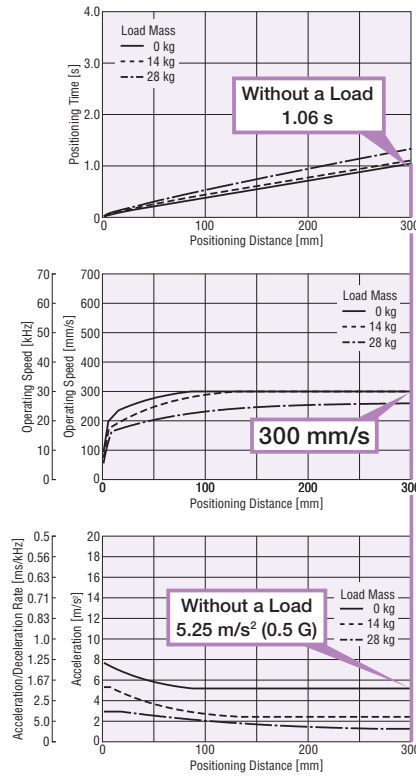 4.0
Load Mass
0 kg
14 kg
28 kg
3.0
Positioning Time [s]
Without a Load
1.06 s
2.0
1.0
0
0 100 200 300
Positioning Distance [mm]
70 700
Load Mass
0 kg
14 kg
28 kg
60 600
50 500
Operating Speed [kHz]
Operating Speed [mm/s]
40 400
30 300
20 200
300 mm/s
10 100
0 0
0 100 200 300
Positioning Distance [mm]
0.5 20
0.56 18
0.63 16
0.71 14
Without a Load
5.25 m/s² (0.5 G)
Load Mass
0 kg
14 kg
28 kg
Acceleration/Deceleration Rate [ms/kHz]
Acceleration [m/s²]
0.83 12
1.0 10
1.25 8
1.67 6
2.5 4
5.0 2
0 0
0 100 200 300
Positioning Distance [mm]